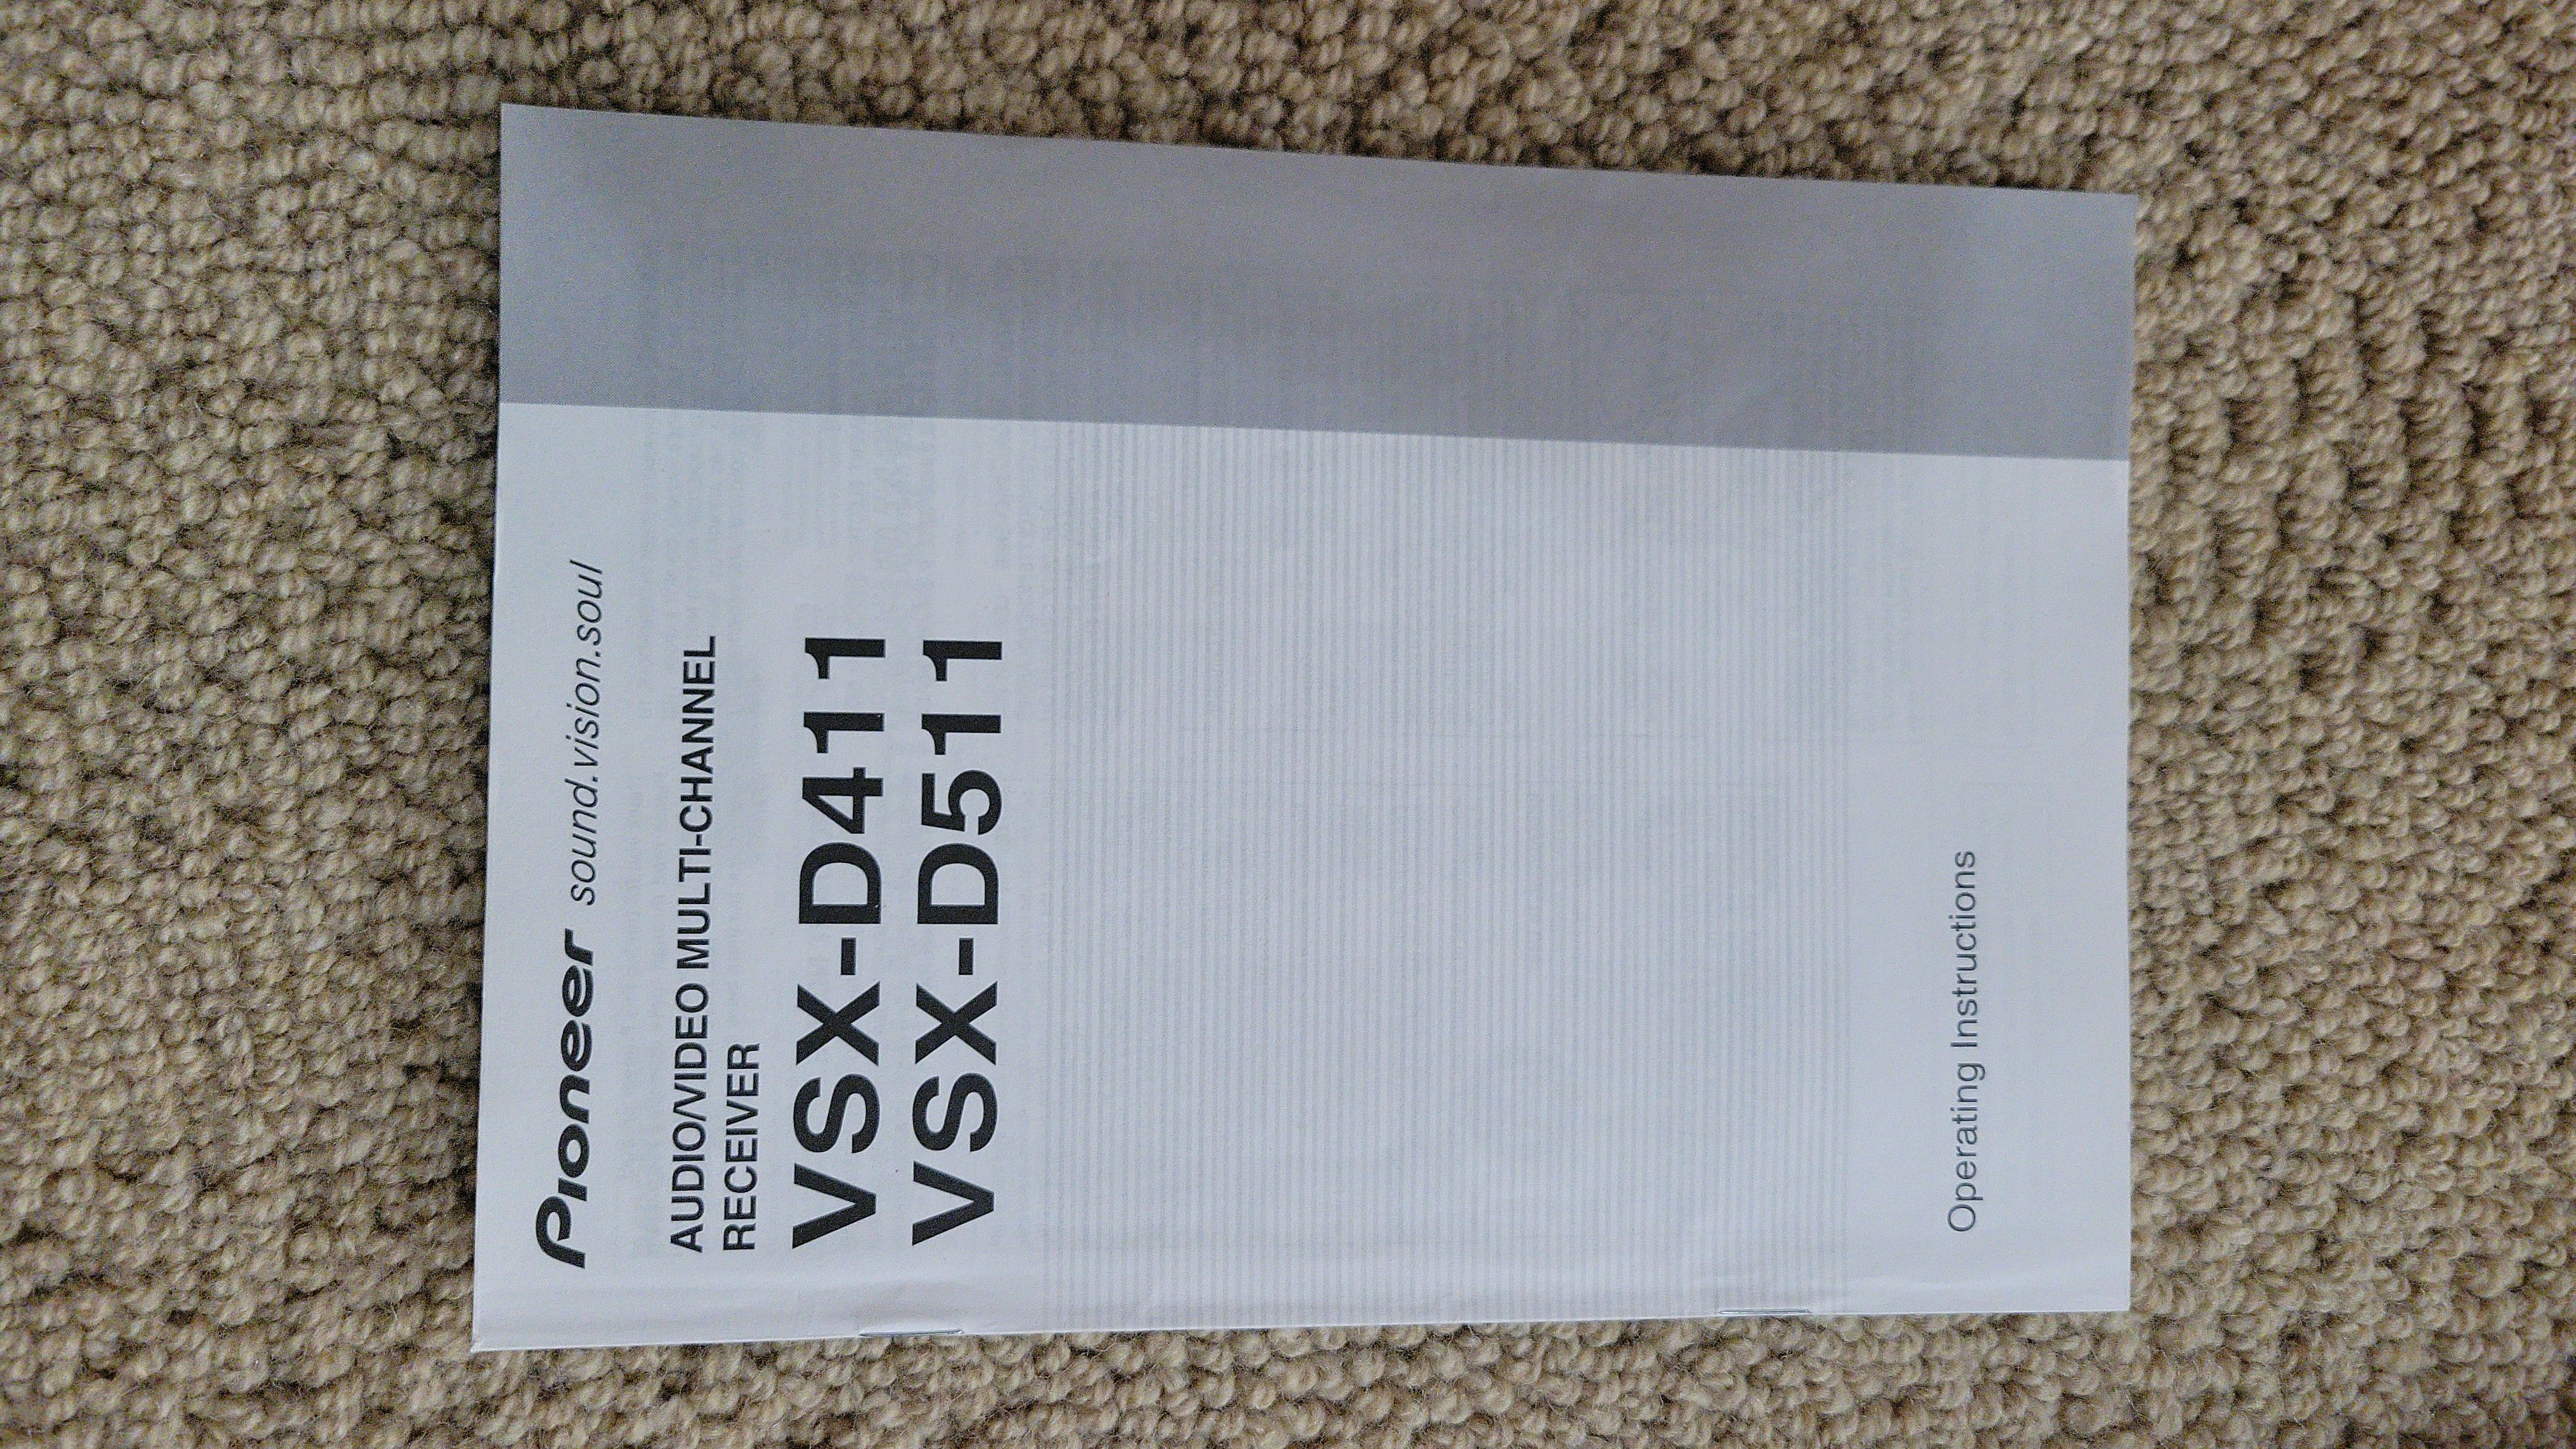 Pioneer sound.vision.soul
AUDIO/VIDEO MULTI-CHANNEL
RECEIVER
VSX-D411
VSX-D511
Operating Instructions